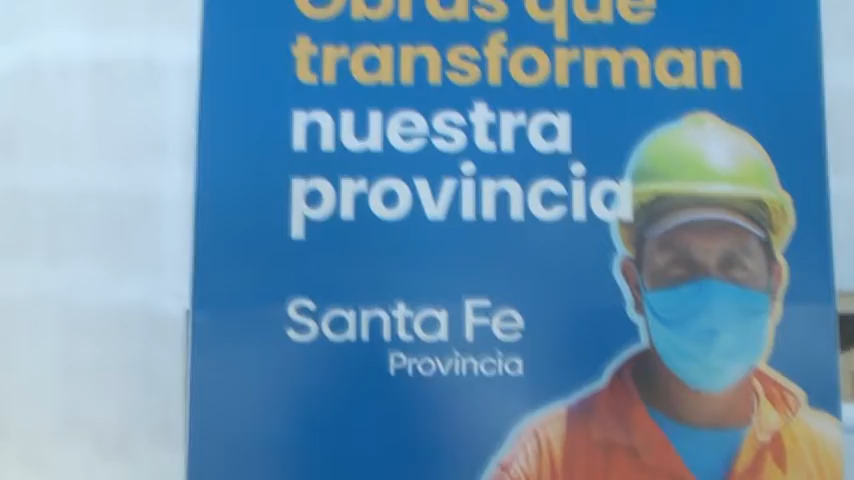 Obras que
transforman
nuestra
provincia
Santa Fe
Provincia